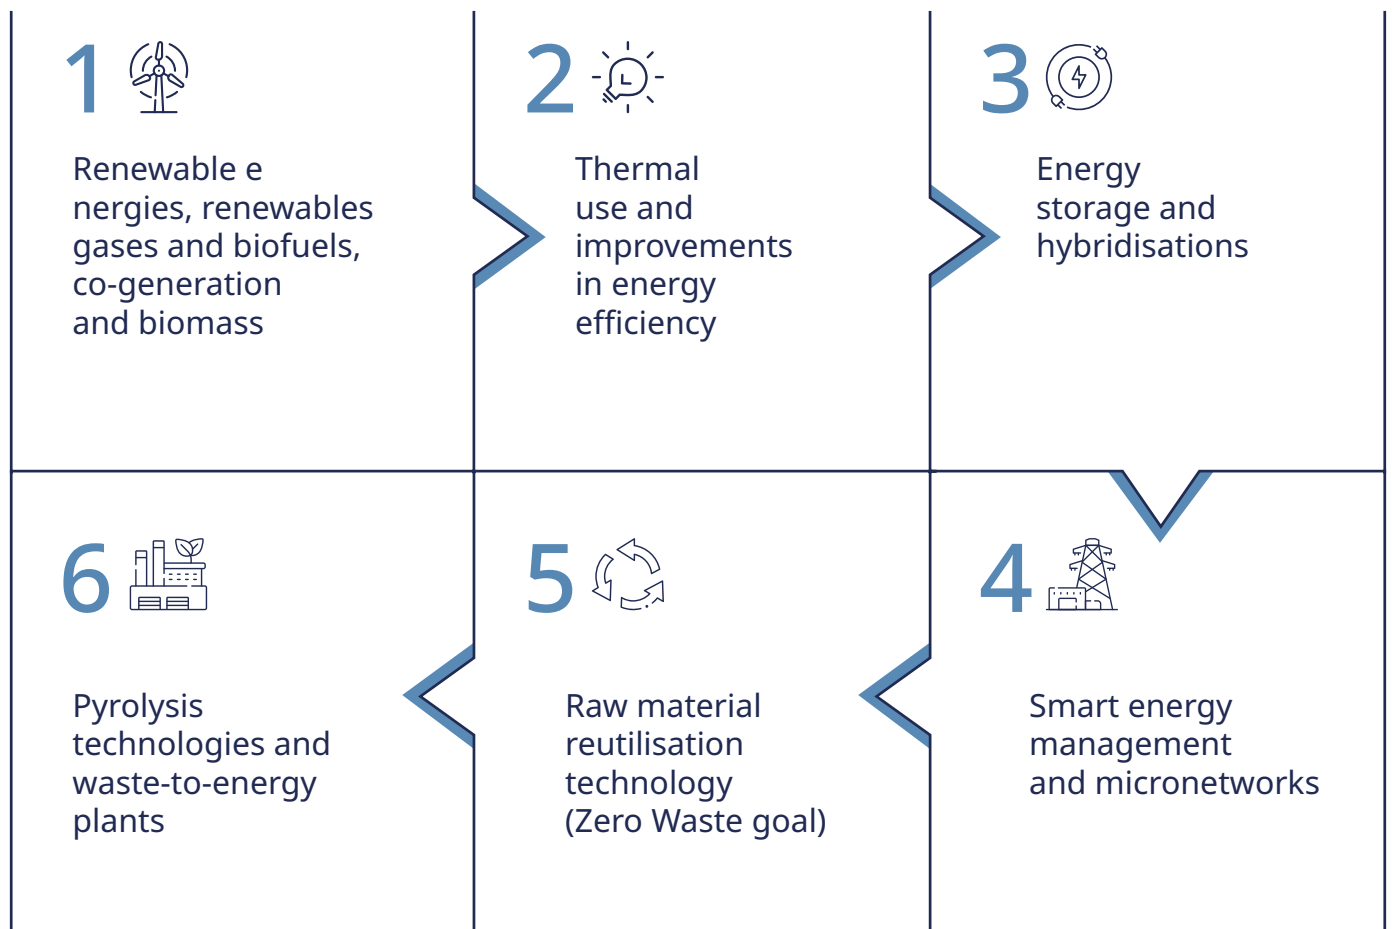 1
Renewable e
nergies, renewables
gases and biofuels,
co-generation
and biomass
2
Thermal
use and
improvements
in energy
efficiency
3
Energy
storage and
hybridisations
4
Smart energy
management
and micronetworks
5
Raw material
reutilisation
technology
(Zero Waste goal)
6
Pyrolysis
technologies and
waste-to-energy
plants